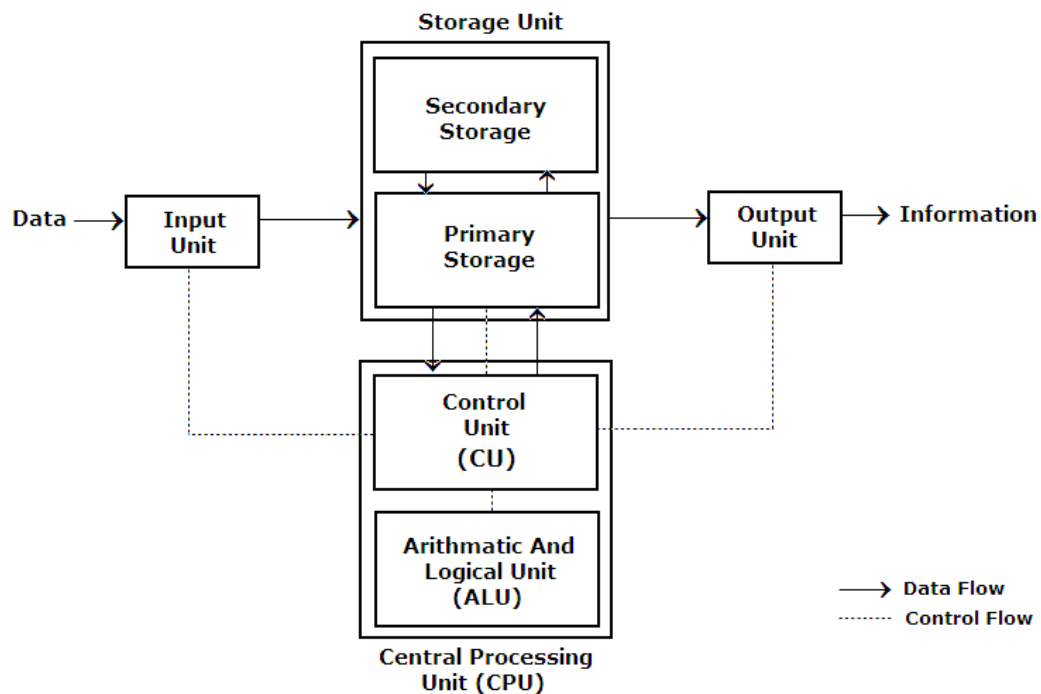 Storage Unit
Secondary
Storage
Data
Input
Unit
Primary
Storage
Output
Unit
Information
Control
Unit
(CU)
Arithmatic And
Logical Unit
(ALU)
Central Processing
Unit (CPU)
Data Flow
Control Flow